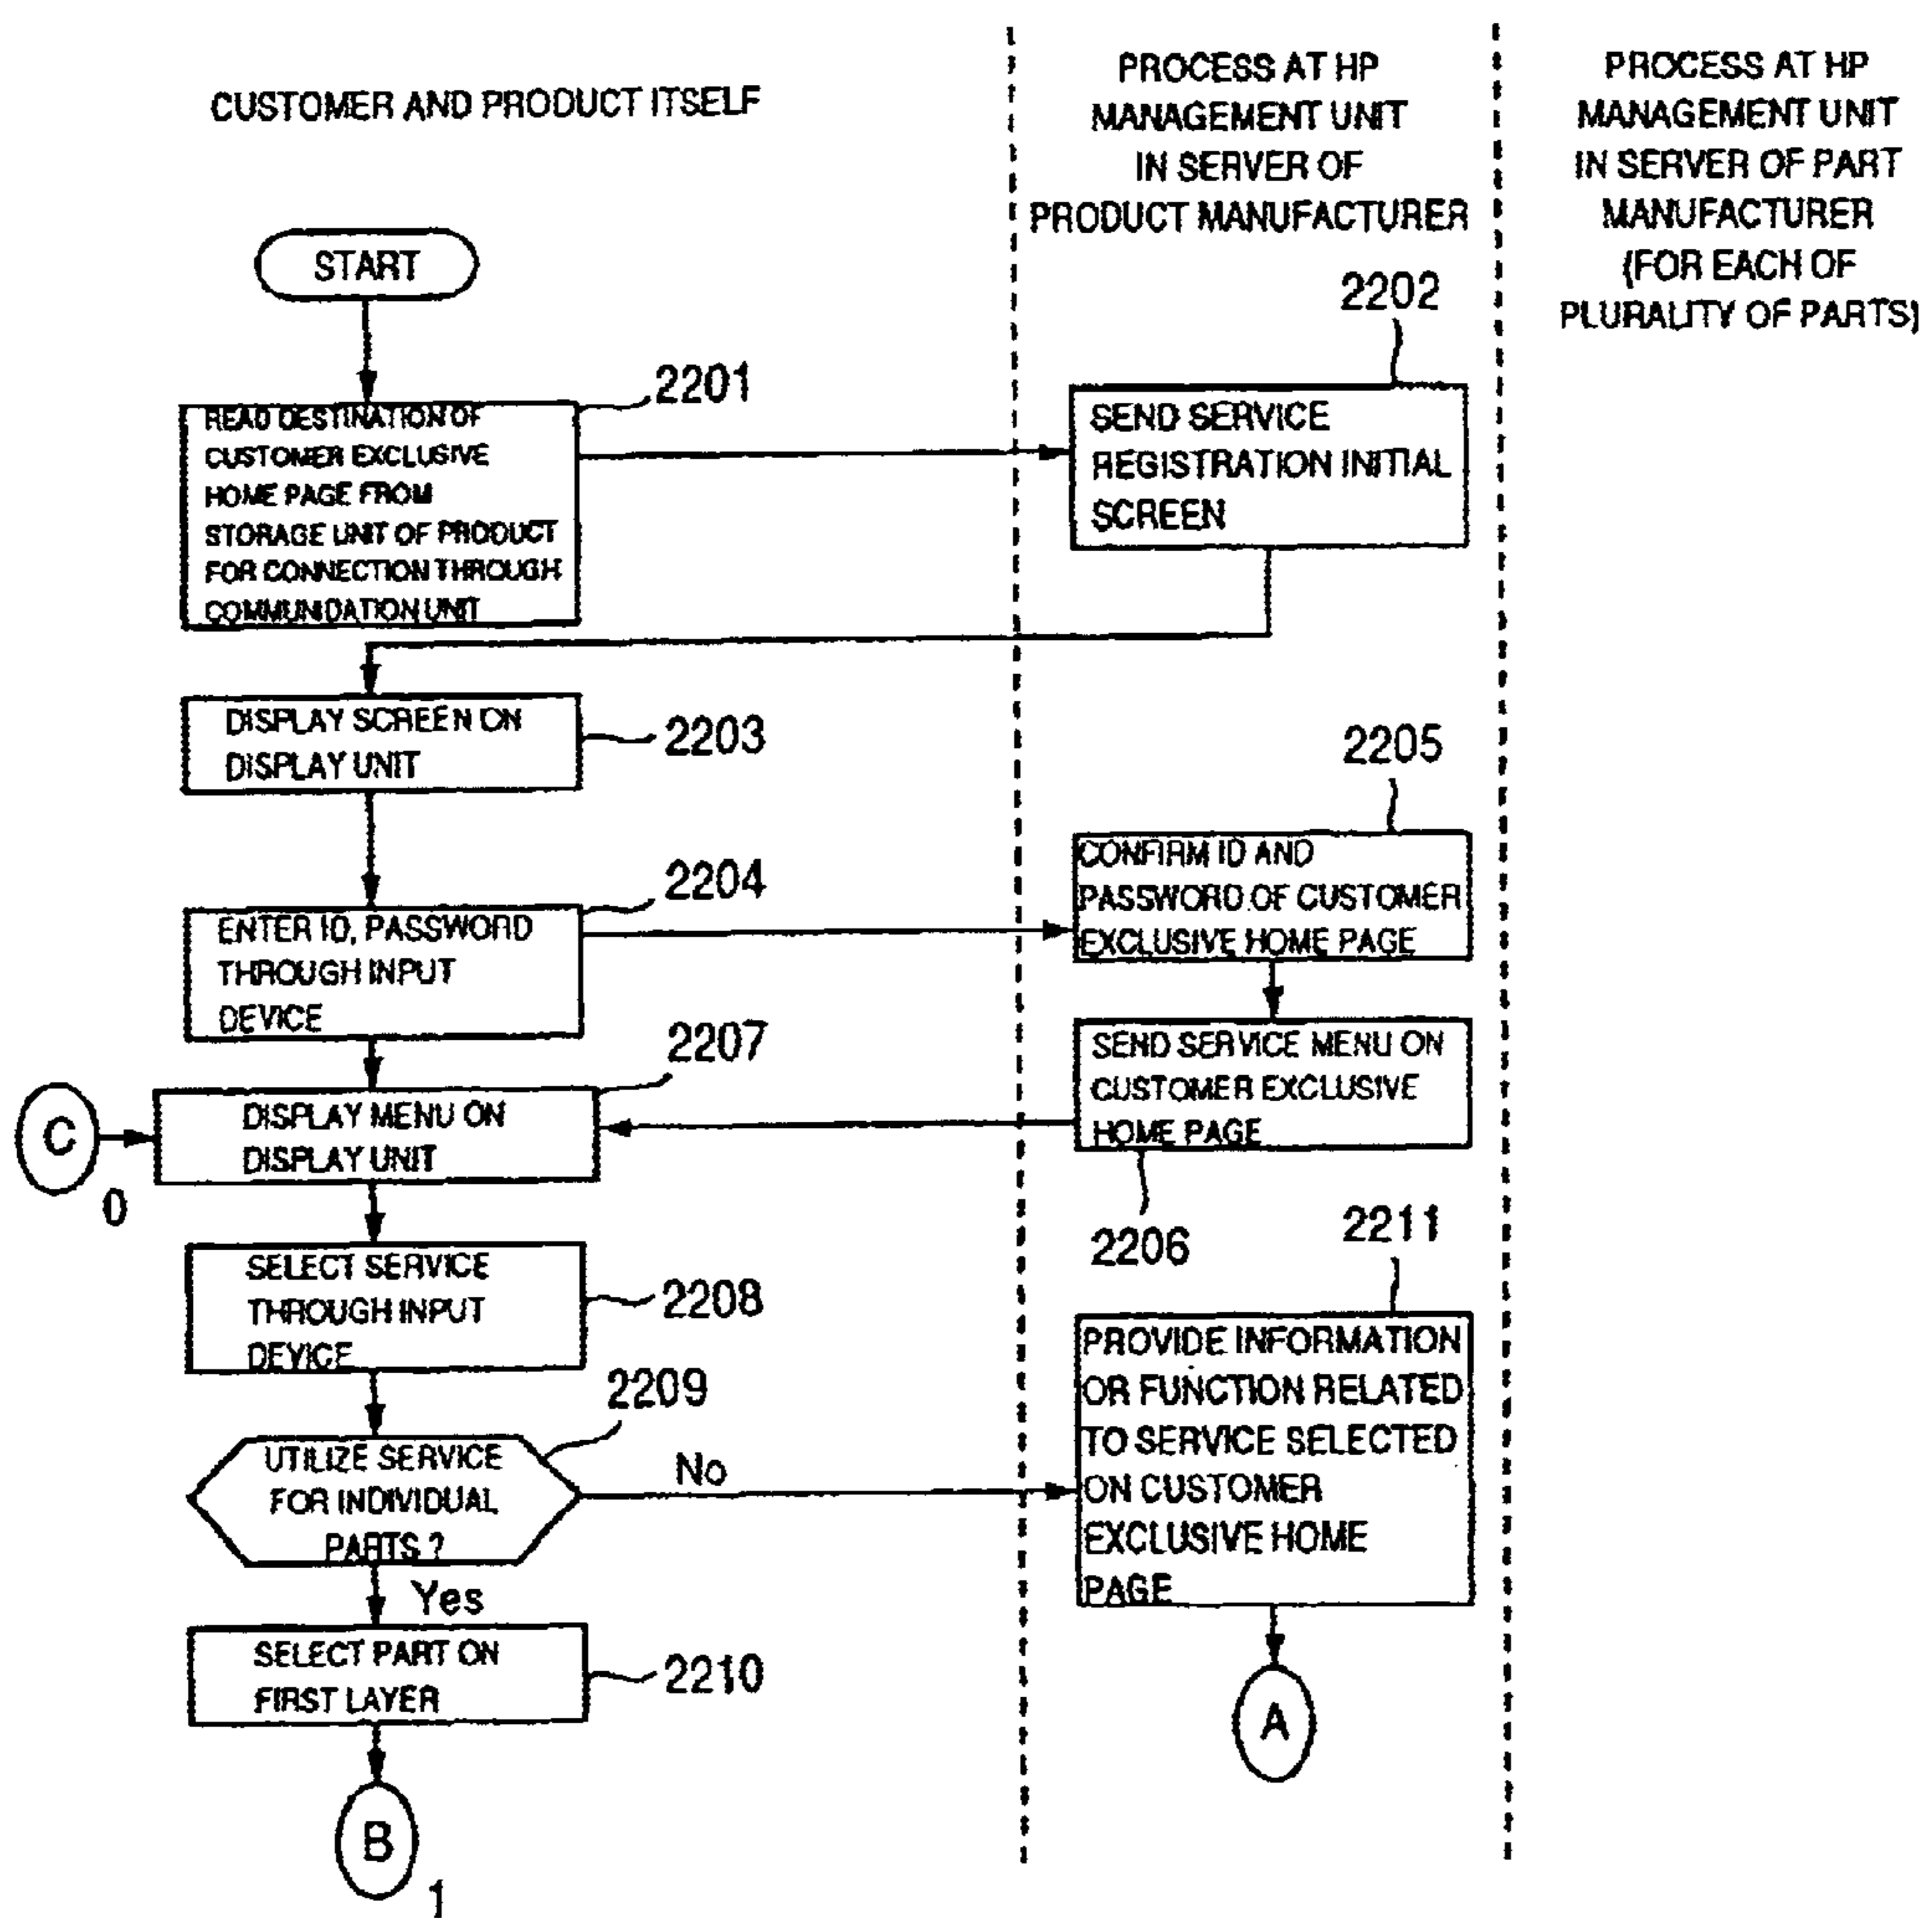 CUSTOMER AND PRODUCT ITSELF
PROCESS AT HP
MANAGEMENT UNIT
IN SERVER OF
PRODUCT MANUFACTURER
PROCESS AT HP
MANAGEMENT UNIT
IN SERVER OF PART
MANUFACTURER
(FOR EACH OF
PLURALITY OF PARTS)
START
2201
READ DESTINATION OF
CUSTOMER EXCLUSIVE
HOME PAGE FROM
STORAGE UNIT OF PRODUCT
FOR CONNECTION THROUGH
COMMUNIDATION UNIT
2202
SEND SERVICE
REGISTRATION INITIAL
SCREEN
DISPLAY SCREEN ON
DISPLAY UNIT
2203
2204
ENTER ID, PASSWORD
THROUGH INPUT
DEVICE
2205
CONFIRM ID AND
PASSWORD OF CUSTOMER
EXCLUSIVE HOME PAGE
SEND SERVICE MENU ON
CUSTOMER EXCLUSIVE
HOME PAGE
2206
2207
C
0
DISPLAY MENU ON
DISPLAY UNIT
SELECT SERVICE
THROUGH INPUT
DEVICE
2208
2209
UTILIZE SERVICE
FOR INDIVIDUAL
PARTS ?
No
Yes
2211
PROVIDE INFORMATION
OR FUNCTION RELATED
TO SERVICE SELECTED
ON CUSTOMER
EXCLUSIVE HOME
PAGE
A
SELECT PART ON
FIRST LAYER
2210
B
1